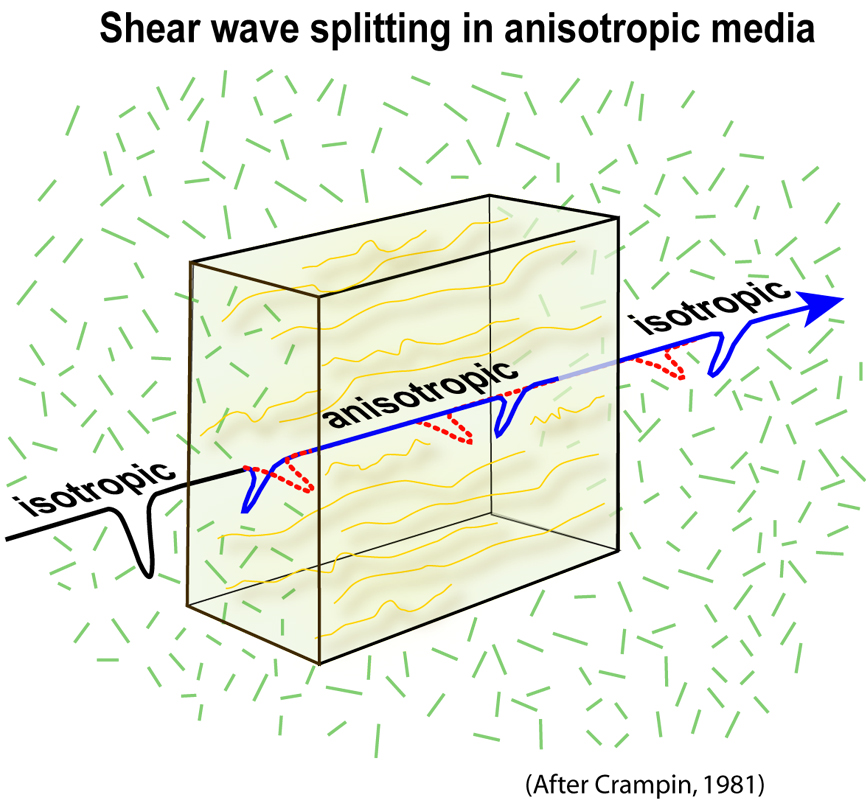 Shear wave splitting in anisotropic media
isotropic
anisotropic
isotropic
(After Crampin, 1981)